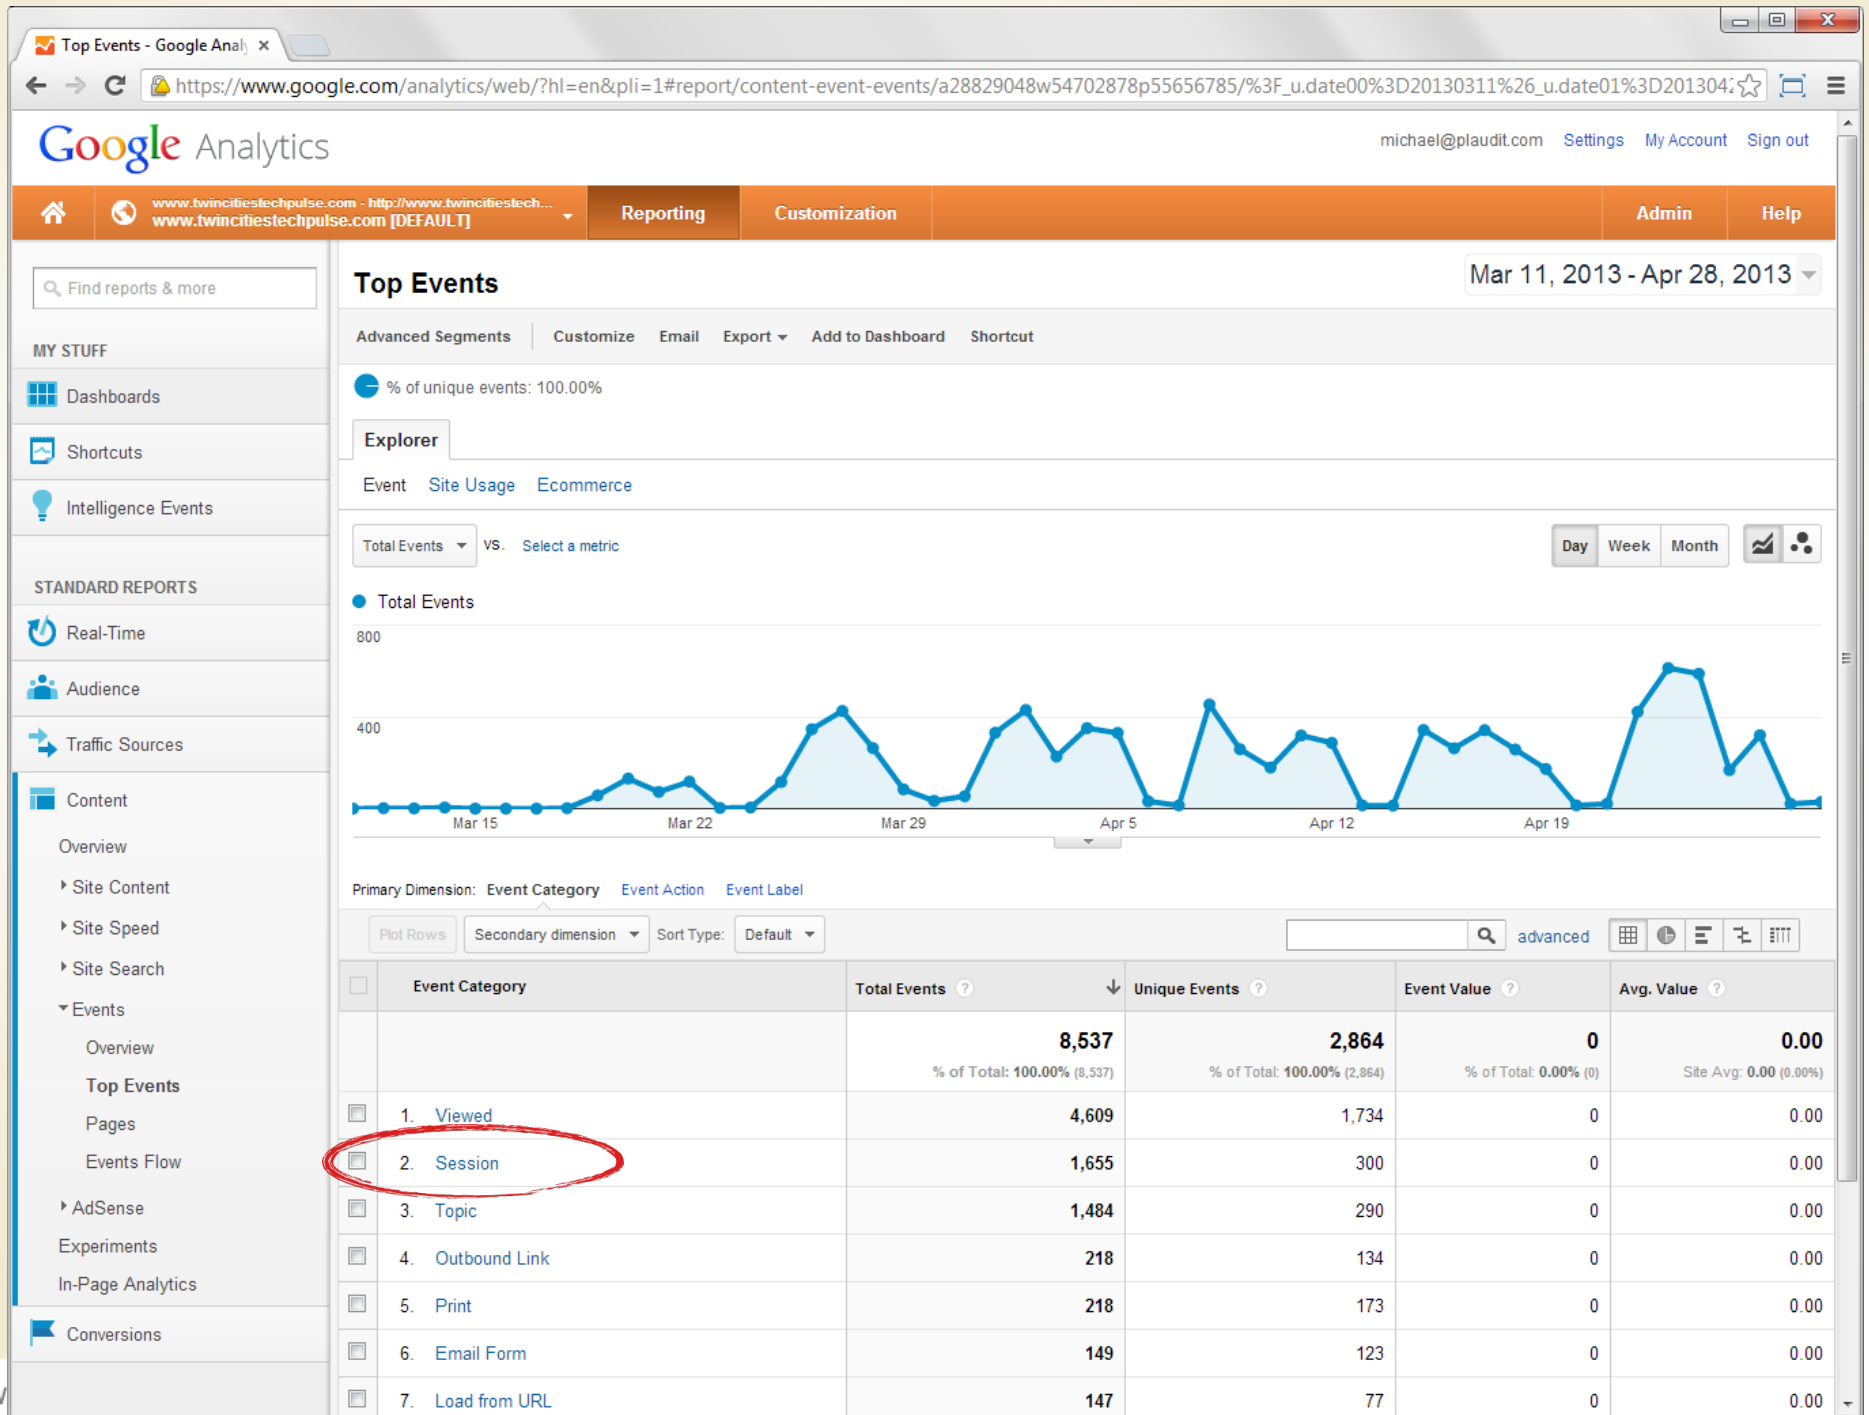 Top Events - Google Analy
https://www.google.com/analytics/web/?hl=en&pli=1#report/content-event-events/a28829048w54702878p55656785/%3F_u.date00%3D20130311%26_u.date01%3D201304
Google Analytics
michael@plaudit.com Settings My Account Sign out
www.twincitiestechpulse.com - http://www.twincitiestech...
www.twincitiestechpulse.com [DEFAULT]
Reporting Customization Admin Help
Find reports & more
MY STUFF
Dashboards
Shortcuts
Intelligence Events
STANDARD REPORTS
Real-Time
Audience
Traffic Sources
Content
Overview
Site Content
Site Speed
Site Search
Events
Overview
Top Events
Pages
Events Flow
AdSense
Experiments
In-Page Analytics
Conversions
Top Events
Mar 11, 2013 - Apr 28, 2013
Advanced Segments Customize Email Export Add to Dashboard Shortcut
% of unique events: 100.00%
Explorer
Event Site Usage Ecommerce
Total Events VS. Select a metric
Day Week Month
Total Events
800
400
Mar 15 Mar 22 Mar 29 Apr 5 Apr 12 Apr 19
Primary Dimension: Event Category Event Action Event Label
Plot Rows Secondary dimension Sort Type: Default advanced
Event Category Total Events ? Unique Events ? Event Value ? Avg. Value ?
8,537 2,864 0 0.00
% of Total: 100.00% (8,537) % of Total: 100.00% (2,864) % of Total: 0.00% (0) Site Avg: 0.00 (0.00%)
1. Viewed 4,609 1,734 0 0.00
2. Session 1,655 300 0 0.00
3. Topic 1,484 290 0 0.00
4. Outbound Link 218 134 0 0.00
5. Print 218 173 0 0.00
6. Email Form 149 123 0 0.00
7. Load from URL 147 77 0 0.00